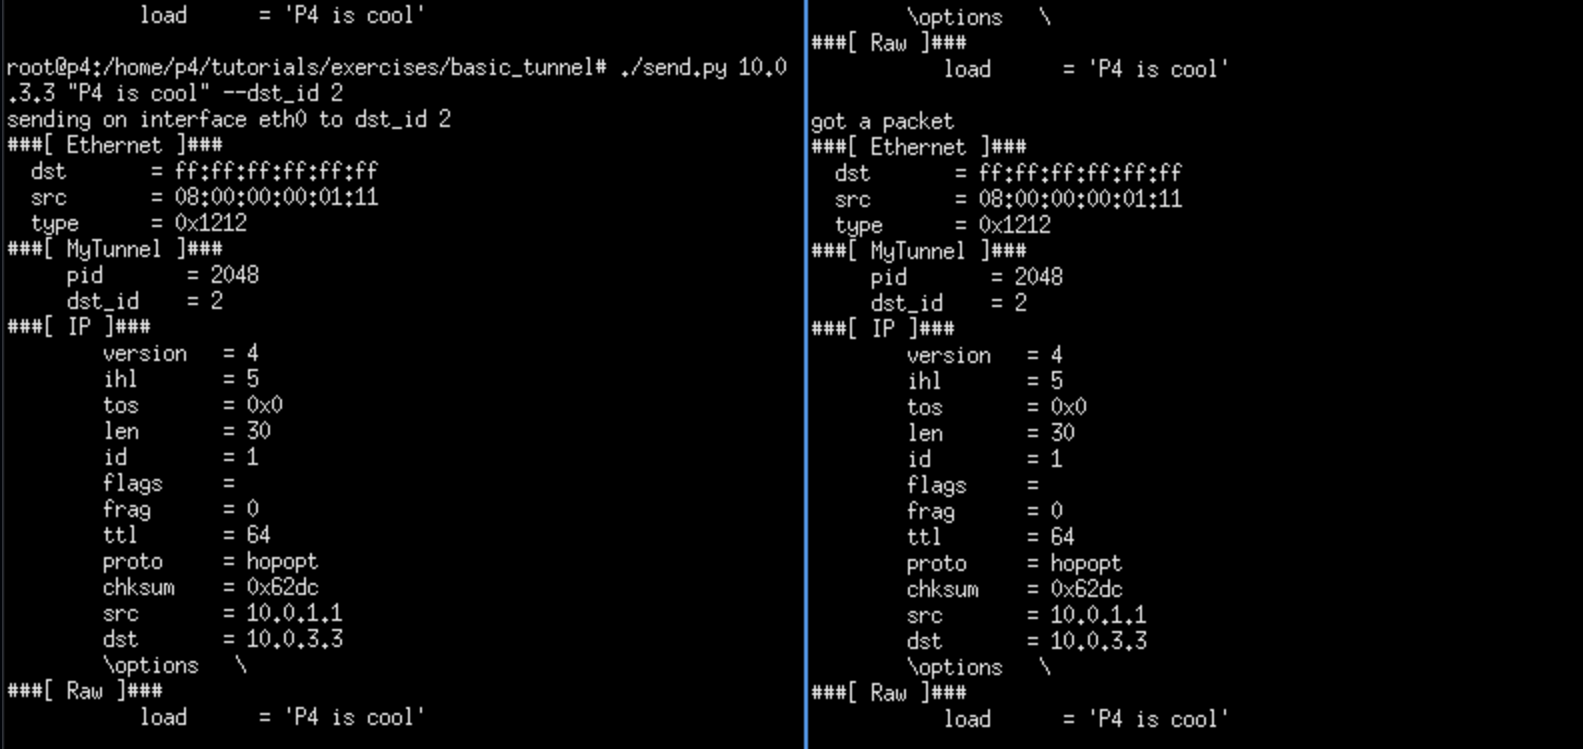 load      = 'P4 is cool'
root@p4:/home/p4/tutorials/exercises/basic_tunnel# ./send.py 10.0
.3.3 "P4 is cool" --dst_id 2
sending on interface eth0 to dst_id 2
###[ Ethernet ]###
dst       = ff:ff:ff:ff:ff:ff
src       = 08:00:00:00:01:11
type      = 0x1212
###[ MyTunnel ]###
pid       = 2048
dst_id    = 2
###[ IP ]###
version   = 4
ihl       = 5
tos       = 0x0
len       = 30
id        = 1
flags     =
frag      = 0
ttl       = 64
proto     = hopopt
chksum    = 0x62dc
src       = 10.0.1.1
dst       = 10.0.3.3
\options   \
###[ Raw ]###
load      = 'P4 is cool'
\options   \
###[ Raw ]###
load      = 'P4 is cool'
got a packet
###[ Ethernet ]###
dst       = ff:ff:ff:ff:ff:ff
src       = 08:00:00:00:01:11
type      = 0x1212
###[ MyTunnel ]###
pid       = 2048
dst_id    = 2
###[ IP ]###
version   = 4
ihl       = 5
tos       = 0x0
len       = 30
id        = 1
flags     =
frag      = 0
ttl       = 64
proto     = hopopt
chksum    = 0x62dc
src       = 10.0.1.1
dst       = 10.0.3.3
\options   \
###[ Raw ]###
load      = 'P4 is cool'